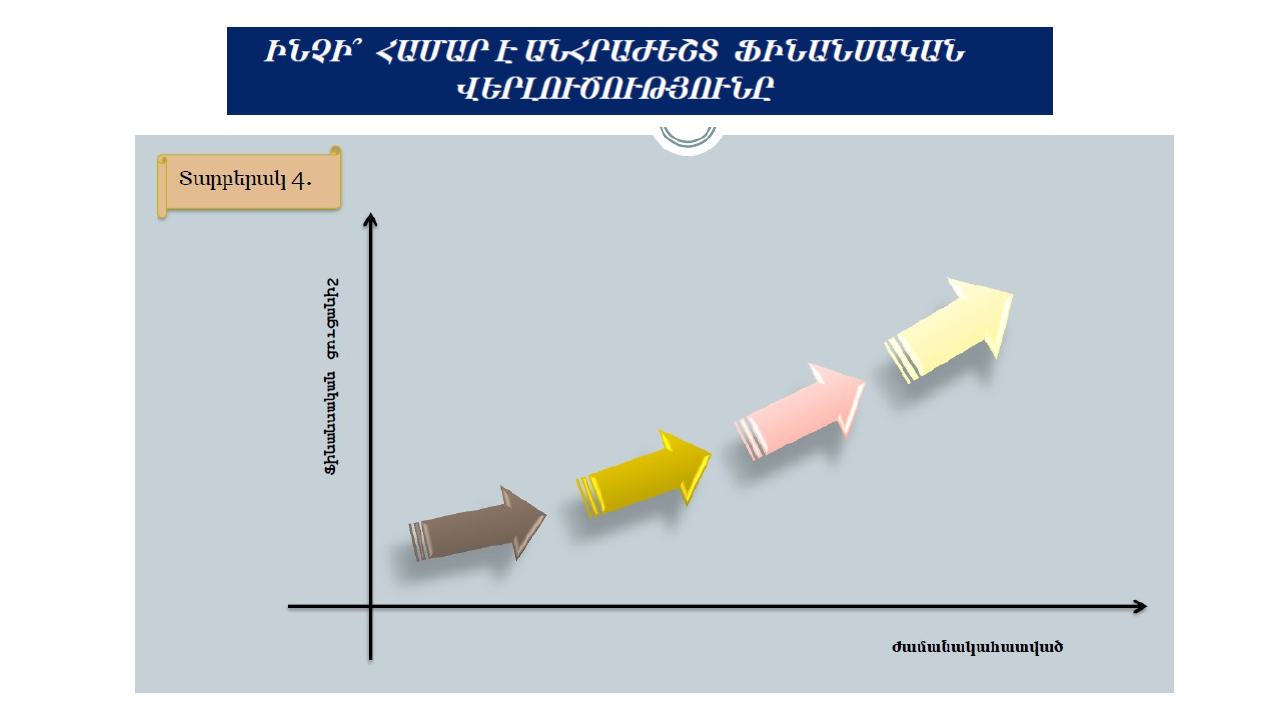 ԻՆՉԻ՞ ՀԱՄԱՐ Է ԱՆՀՐԱԺԵՇՏ ՖԻՆԱՆՍԱԿԱՆ
ՎԵՐԼՈՒԾՈՒԹՅՈՒՆԸ
Տարբերակ 4.
Ֆինանսական ցուցանիշ
ժամանակահատված